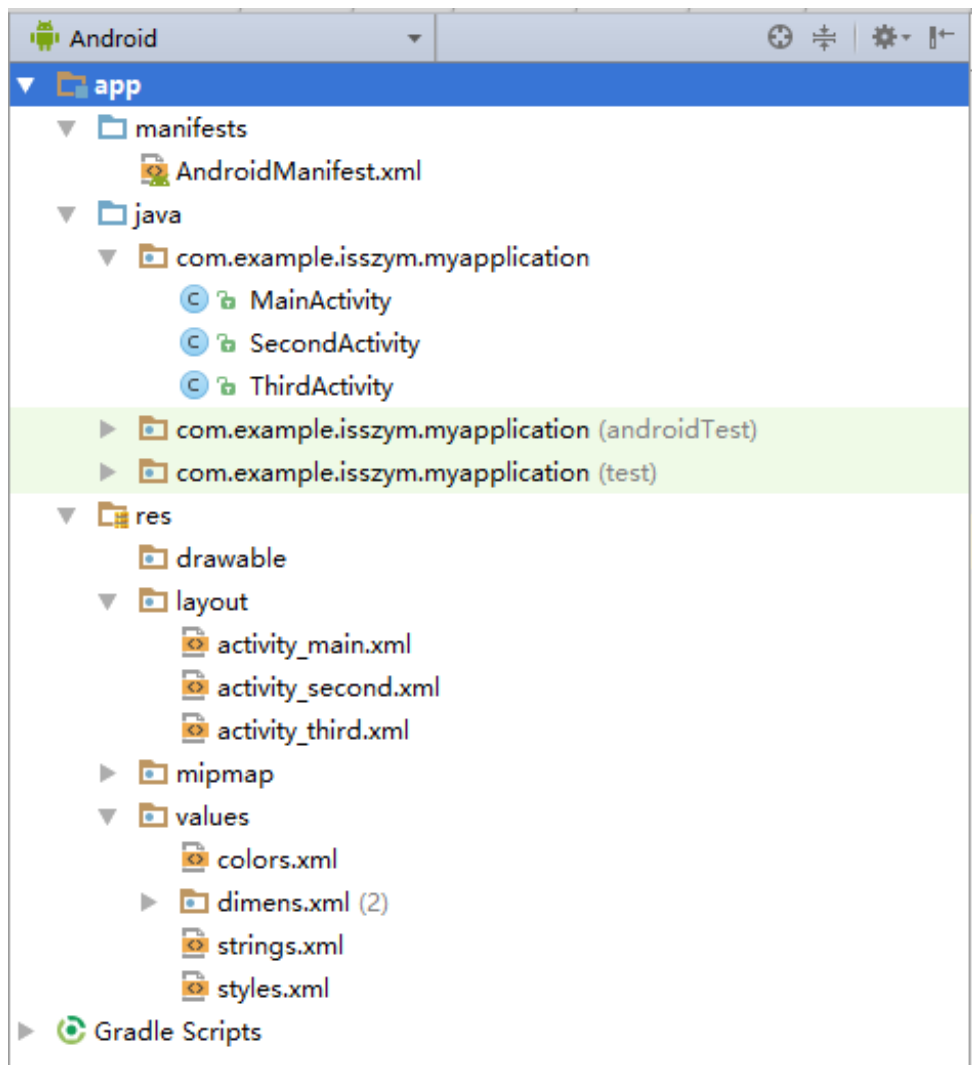 Android
app
manifests
AndroidManifest.xml
java
com.example.isszym.myapplication
C MainActivity
C SecondActivity
C ThirdActivity
com.example.isszym.myapplication (androidTest)
com.example.isszym.myapplication (test)
res
drawable
layout
activity_main.xml
activity_second.xml
activity_third.xml
mipmap
values
colors.xml
dimens.xml (2)
strings.xml
styles.xml
Gradle Scripts